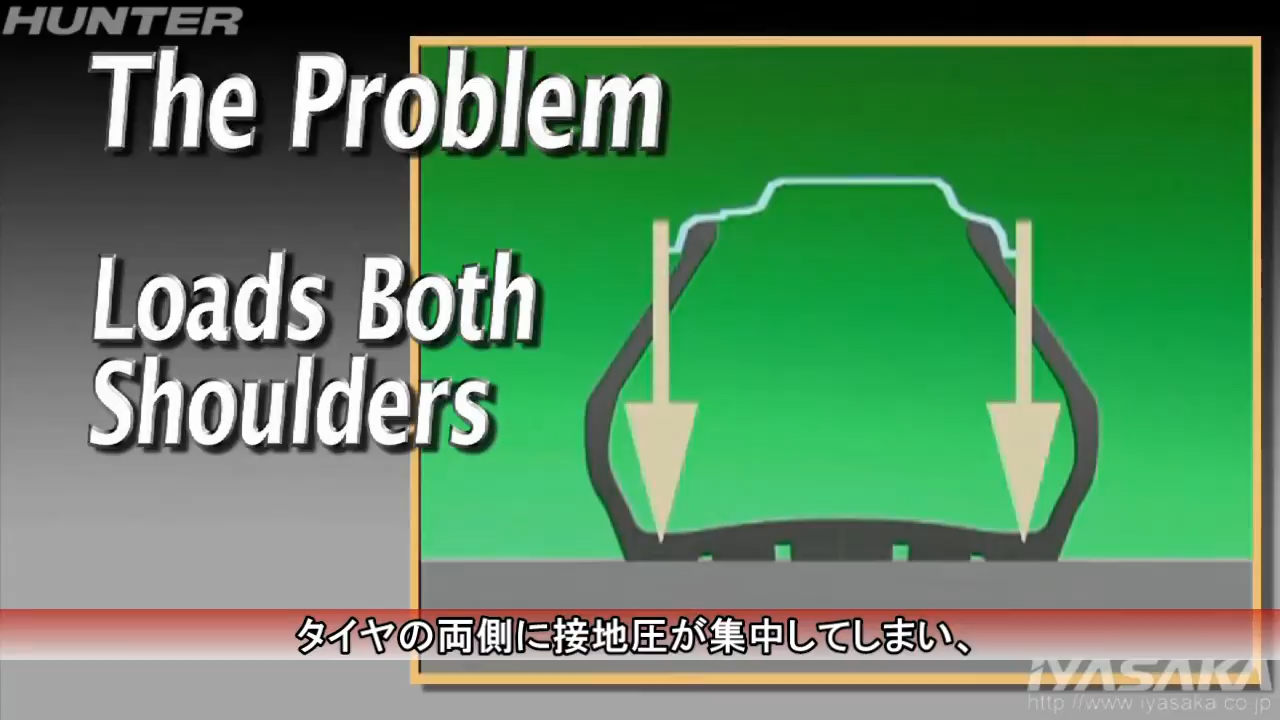 HUNTER
The Problem
Loads Both
Shoulders
タイヤの両側に接地圧が集中してしまい、
IYASAKA
http://www.iyasaka.co.jp